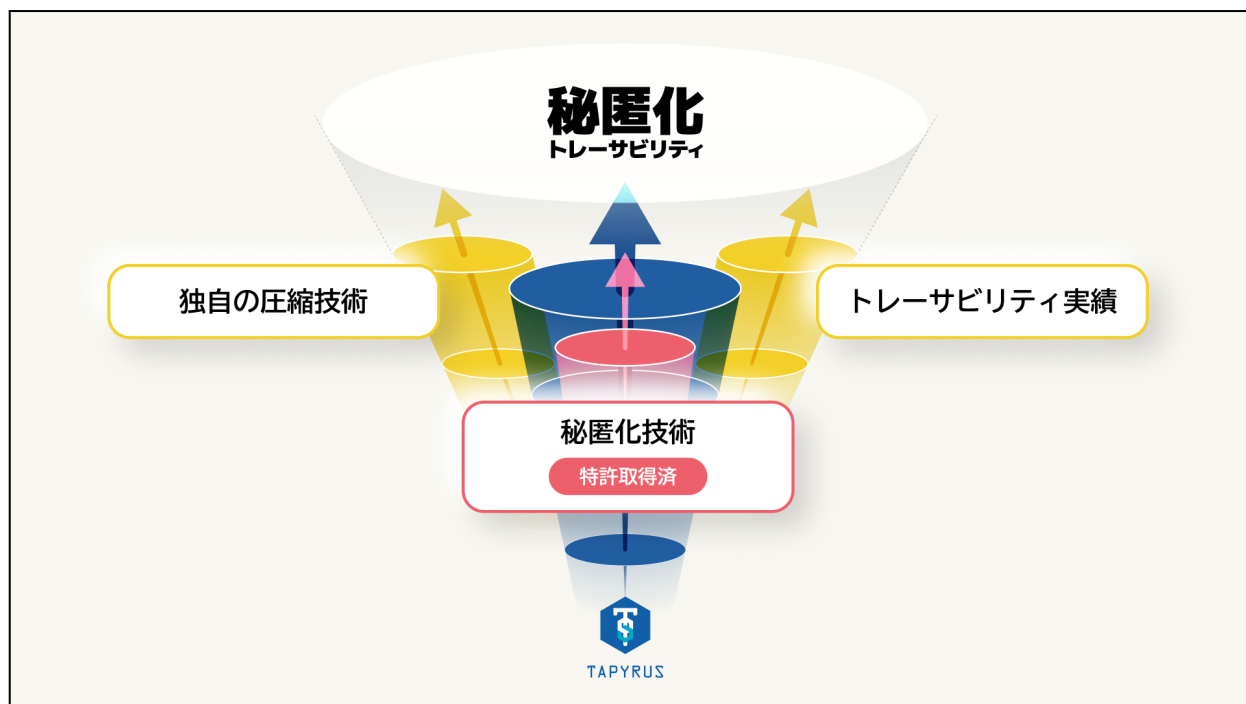 秘匿化
トレーサビリティ
独自の圧縮技術
トレーサビリティ実績
秘匿化技術
特許取得済
TAPYRUS